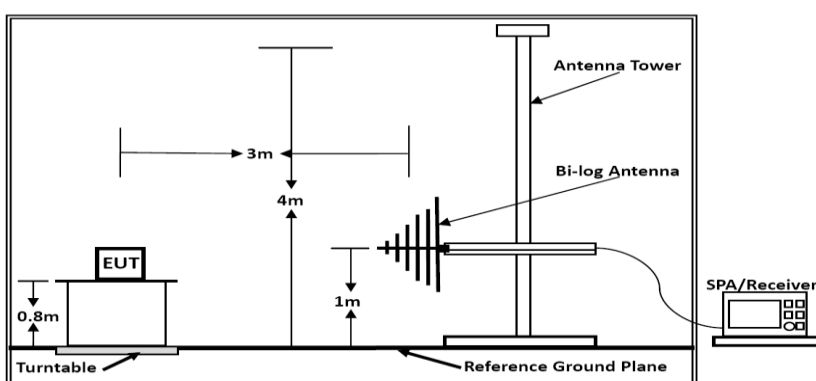 Antenna Tower
3m
Bi-log Antenna
4m
EUT
SPA/Receiver
1m
0.8m
Turntable
Reference Ground Plane